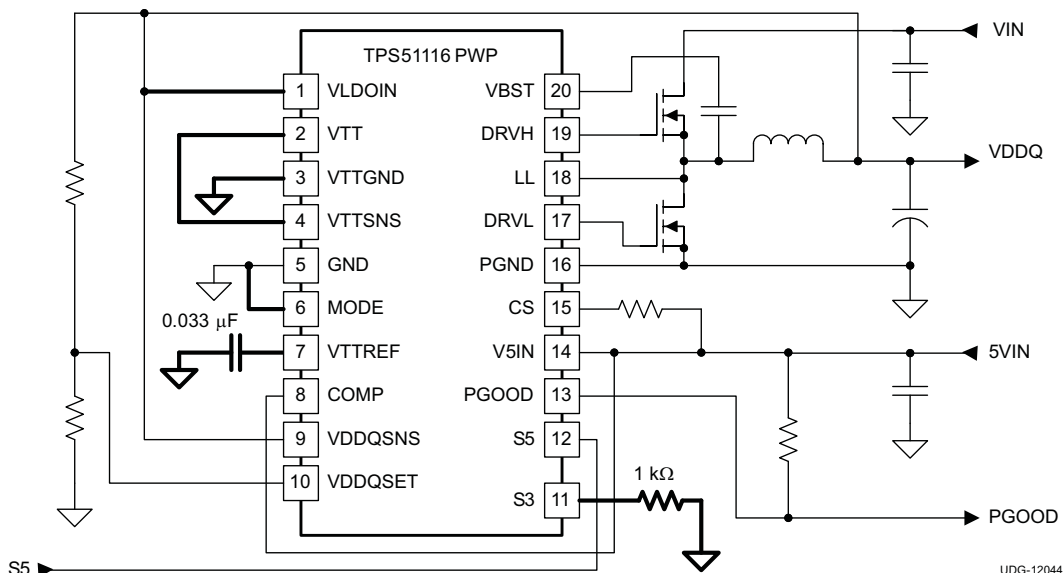 VIN
TPS51116 PWP
1 VLDOIN VBST 20
2 VTT DRVH 19
VDDQ
3 VTTGND LL 18
4 VTTSNS DRVL 17
5 GND PGND 16
6 MODE CS 15
0.033 μF
7 VTTREF V5IN 14
5VIN
8 COMP PGOOD 13
9 VDDQSNS S5 12
10 VDDQSET
1 kΩ
S3 11
PGOOD
S5
UDG-12044